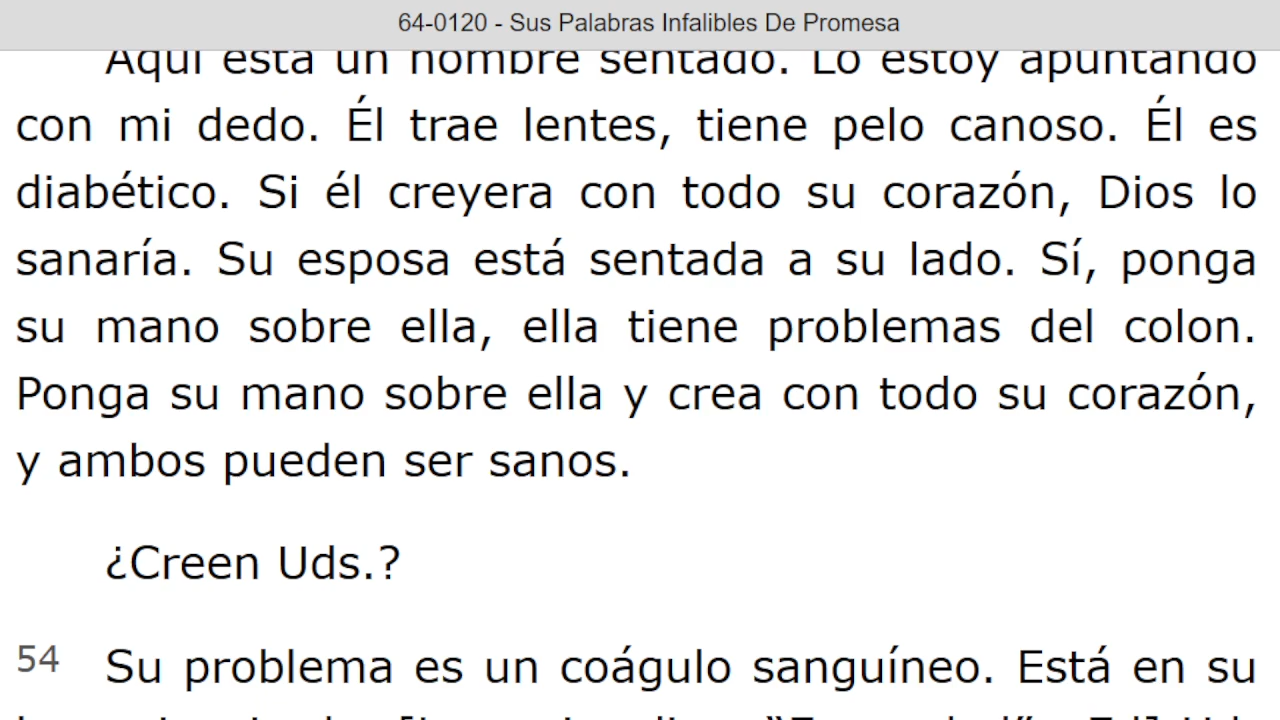 64-0120 - Sus Palabras Infalibles De Promesa
Aquí está un hombre sentado. Lo estoy apuntando
con mi dedo. Él trae lentes, tiene pelo canoso. Él es
diabético. Si él creyera con todo su corazón, Dios lo
sanaría. Su esposa está sentada a su lado. Sí, ponga
su mano sobre ella, ella tiene problemas del colon.
Ponga su mano sobre ella y crea con todo su corazón,
y ambos pueden ser sanos.
¿Creen Uds.?
54 Su problema es un coágulo sanguíneo. Está en su